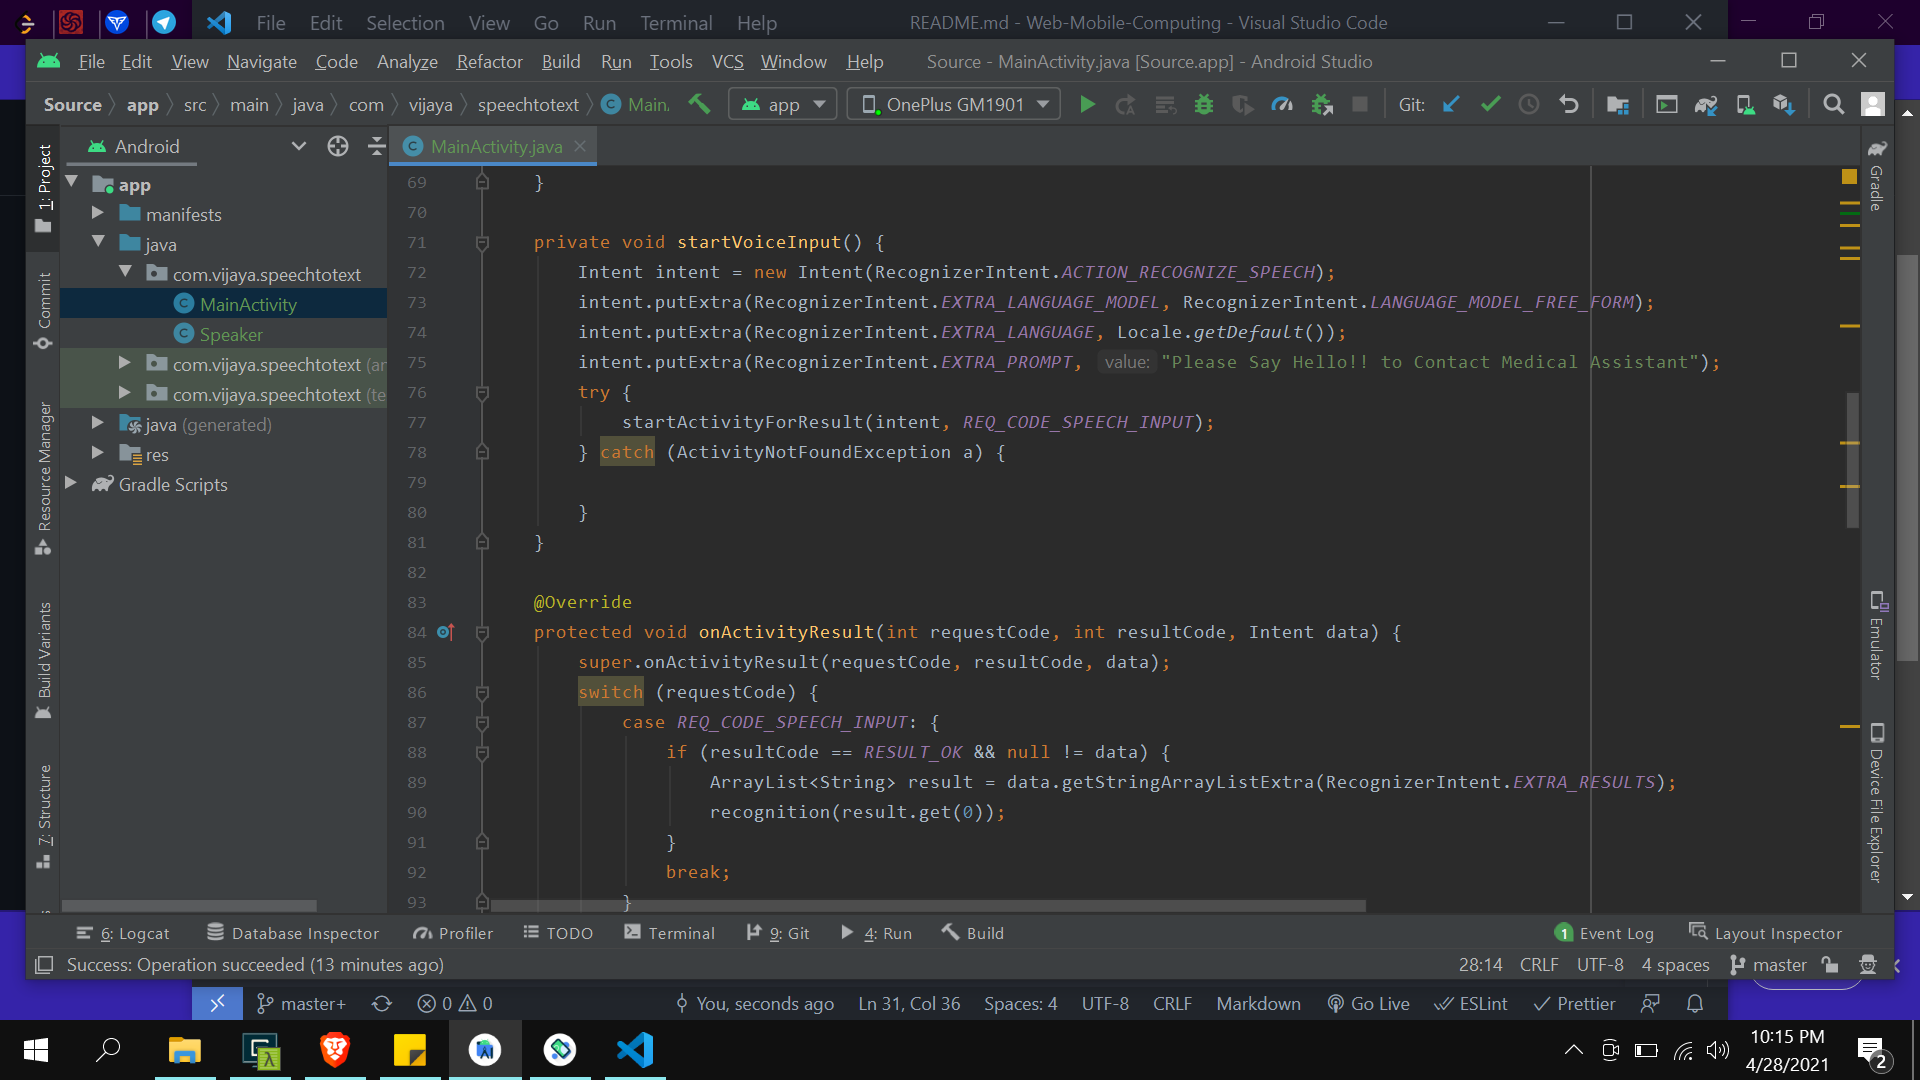 File Edit Selection View Go Run Terminal Help README.md - Web-Mobile-Computing - Visual Studio Code
File Edit View Navigate Code Analyze Refactor Build Run Tools VCS Window Help Source - MainActivity.java [Source.app] - Android Studio
Source app src main java com vijaya speechtotext Main. app OnePlus GM1901 Git:
Android
MainActivity.java
1: Project
Commit
Resource Manager
Build Variants
7: Structure
app
manifests
java
com.vijaya.speechtotext
MainActivity
Speaker
com.vijaya.speechtotext (ar
com.vijaya.speechtotext (te
java (generated)
res
Gradle Scripts
69 }
70
71 private void startVoiceInput() {
72 Intent intent = new Intent(RecognizerIntent.ACTION_RECOGNIZE_SPEECH);
73 intent.putExtra(RecognizerIntent.EXTRA_LANGUAGE_MODEL, RecognizerIntent.LANGUAGE_MODEL_FREE_FORM);
74 intent.putExtra(RecognizerIntent.EXTRA_LANGUAGE, Locale.getDefault());
75 intent.putExtra(RecognizerIntent.EXTRA_PROMPT, value: "Please Say Hello!! to Contact Medical Assistant");
76 try {
77 startActivityForResult(intent, REQ_CODE_SPEECH_INPUT);
78 } catch (ActivityNotFoundException a) {
79
80 }
81 }
82
83 @Override
84 protected void onActivityResult(int requestCode, int resultCode, Intent data) {
85 super.onActivityResult(requestCode, resultCode, data);
86 switch (requestCode) {
87 case REQ_CODE_SPEECH_INPUT: {
88 if (resultCode == RESULT_OK && null != data) {
89 ArrayList<String> result = data.getStringArrayListExtra(RecognizerIntent.EXTRA_RESULTS);
90 recognition(result.get(0));
91 }
92 break;
93 }
Gradle
Emulator
Device File Explorer
6: Logcat Database Inspector Profiler TODO Terminal 9: Git 4: Run Build 1 Event Log Layout Inspector
Success: Operation succeeded (13 minutes ago) 28:14 CRLF UTF-8 4 spaces master
master+ 0 0 You, seconds ago Ln 31, Col 36 Spaces: 4 UTF-8 CRLF Markdown Go Live ESLint Prettier
10:15 PM
4/28/2021
2